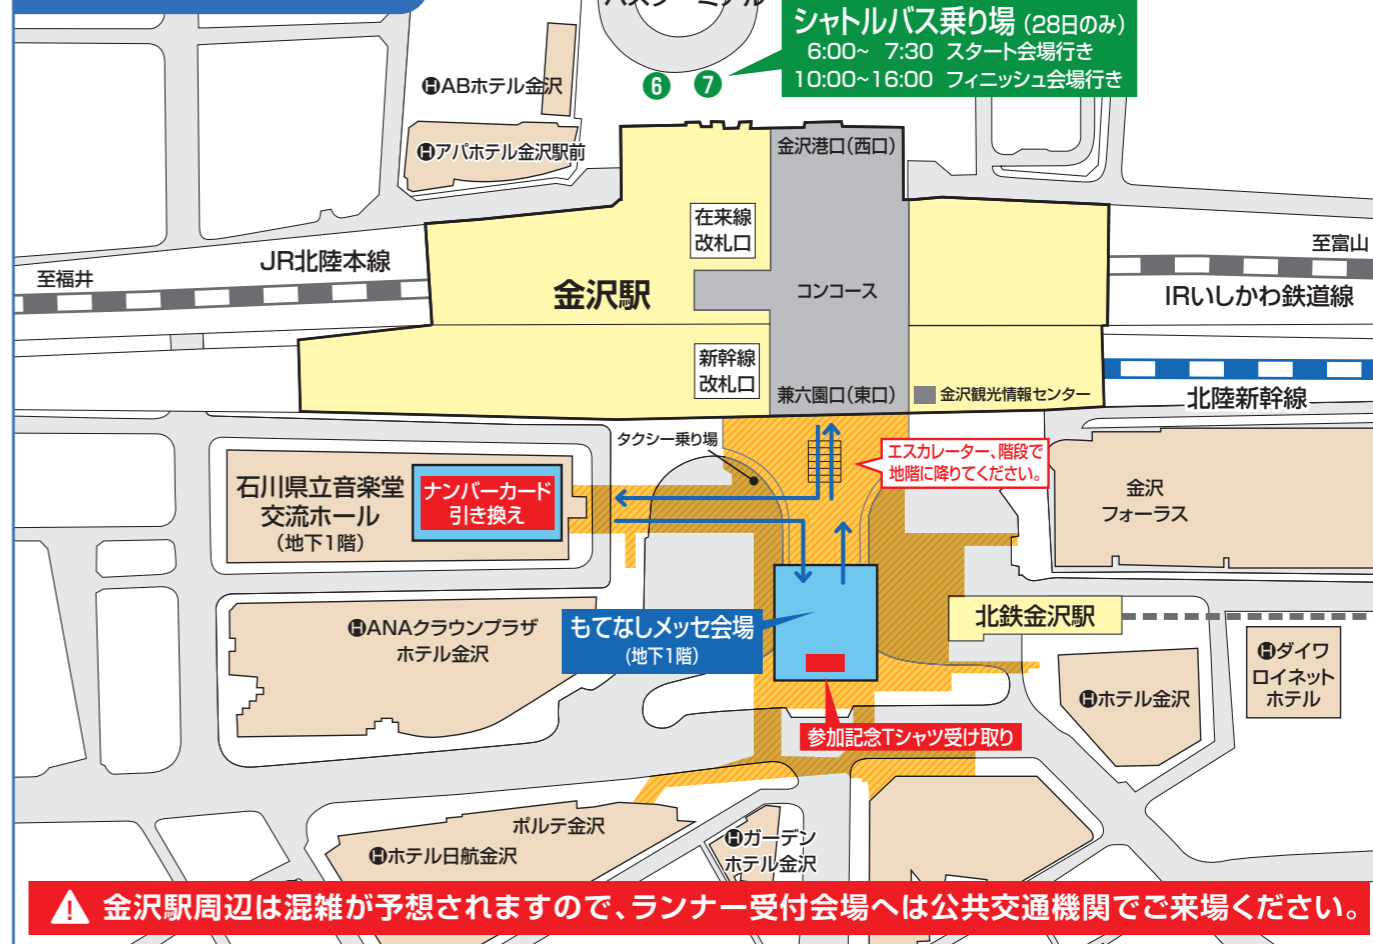 バスターミナル
シャトルバス乗り場 (28日のみ)
6:00~ 7:30 スタート会場行き
10:00~16:00 フィニッシュ会場行き
6
7
HABホテル金沢
Hアパホテル金沢駅前
金沢港口(西口)
在来線
改札口
至富山
JR北陸本線
至福井
金沢駅
コンコース
IRいしかわ鉄道線
新幹線
改札口
兼六園口(東口)
金沢観光情報センター
北陸新幹線
タクシー乗り場
エスカレーター、階段で
地階に降りてください。
石川県立音楽堂
交流ホール
(地下1階)
ナンバーカード
引き換え
金沢
フォーラス
もてなしメッセ会場
(地下1階)
北鉄金沢駅
HANAクラウンプラザ
ホテル金沢
Hダイワ
ロイネット
ホテル
Hホテル金沢
参加記念Tシャツ受け取り
ポルテ金沢
Hホテル日航金沢
Hガーデン
ホテル金沢
金沢駅周辺は混雑が予想されますので、ランナー受付会場へは公共交通機関でご来場ください。